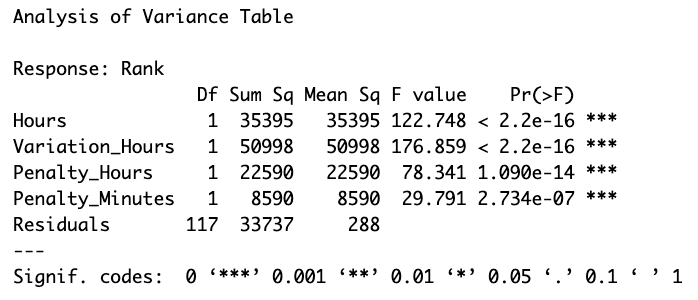 Analysis of Variance Table
Response: Rank
Df Sum Sq Mean Sq F value Pr(>F)
Hours 1 35395 35395 122.748 < 2.2e-16 ***
Variation_Hours 1 50998 50998 176.859 < 2.2e-16 ***
Penalty_Hours 1 22590 22590 78.341 1.090e-14 ***
Penalty_Minutes 1 8590 8590 29.791 2.734e-07 ***
Residuals 117 33737 288
---
Signif. codes: 0 ‘***’ 0.001 ‘**’ 0.01 ‘*’ 0.05 ‘.’ 0.1 ‘ ’ 1